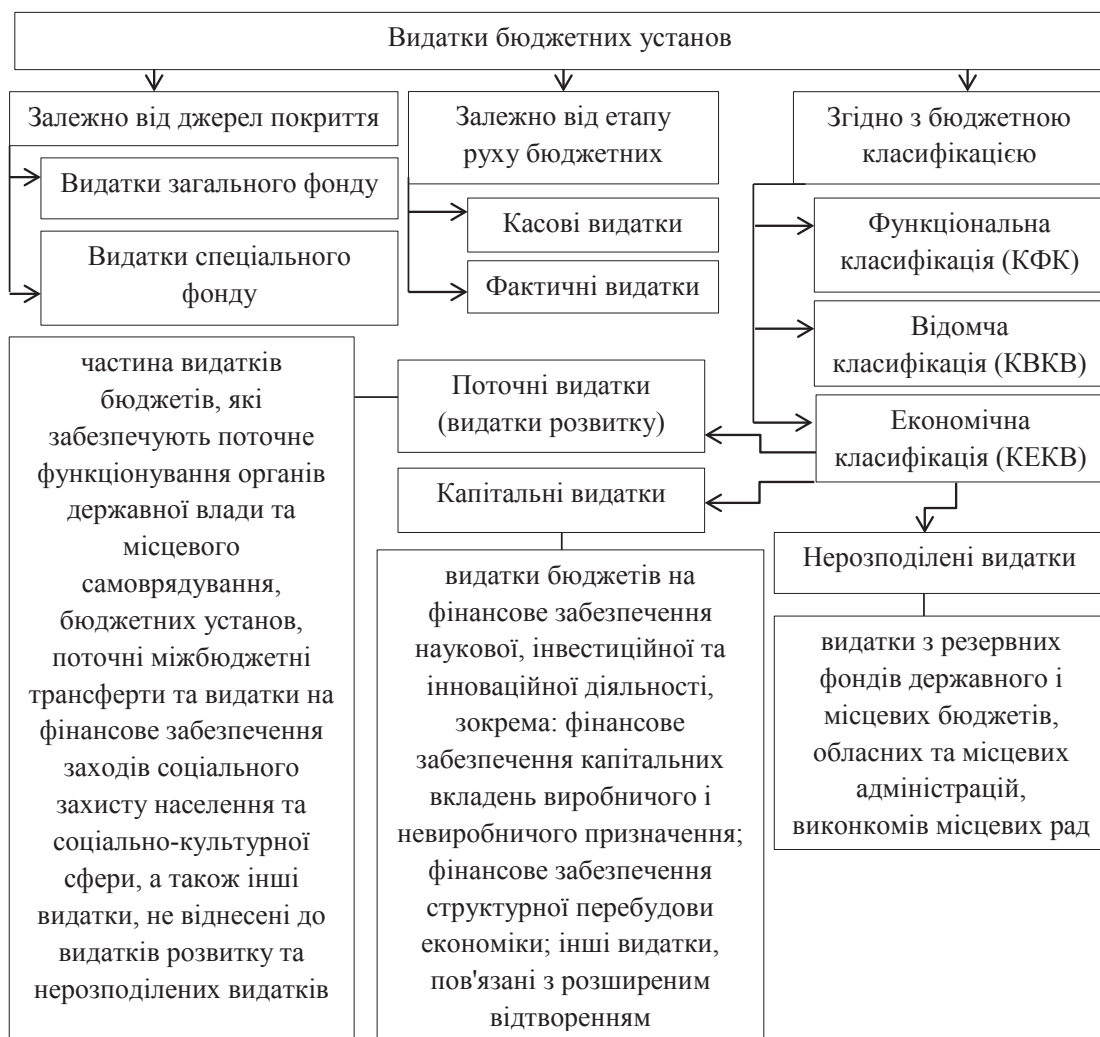 Видатки бюджетних установ
Залежно від джерел покриття
Видатки загального фонду
Видатки спеціального
фонду
Залежно від етапу
руху бюджетних
Касові видатки
Фактичні видатки
Згідно з бюджетною
класифікацією
Функціональна
класифікація (КФК)
Відомча
класифікація (КВКВ)
Економічна
класифікація (КЕКВ)
Поточні видатки
(видатки розвитку)
Капітальні видатки
Нерозподілені видатки
частина видатків
бюджетів, які
забезпечують поточне
функціонування органів
державної влади та
місцевого
самоврядування,
бюджетних установ,
поточні міжбюджетні
трансферти та видатки на
фінансове забезпечення
заходів соціального
захисту населення та
соціально-культурної
сфери, а також інші
видатки, не віднесені до
видатків розвитку та
нерозподілених видатків
видатки бюджетів на
фінансове забезпечення
наукової, інвестиційної та
інноваційної діяльності,
зокрема: фінансове
забезпечення капітальних
вкладень виробничого і
невиробничого призначення;
фінансове забезпечення
структурної перебудови
економіки; інші видатки,
пов'язані з розширеним
відтворенням
видатки з резервних
фондів державного і
місцевих бюджетів,
обласних та місцевих
адміністрацій,
виконкомів місцевих рад